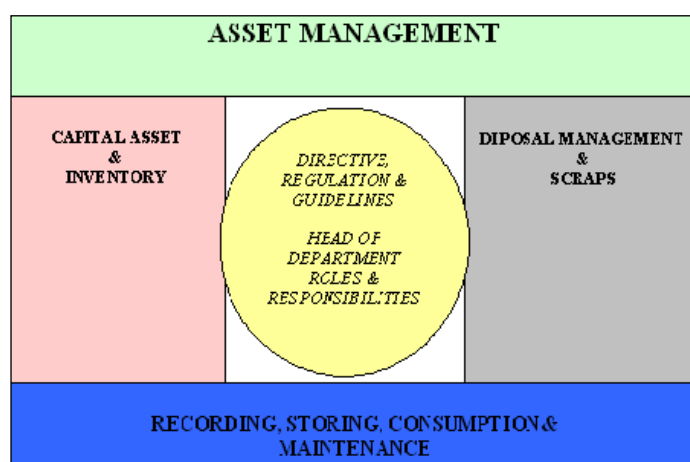 ASSET MANAGEMENT
CAPITAL ASSET
&
INVENTORY
DIRECTIVE,
REGULATION &
GUIDELINES
HEAD OF
DEPARTMENT
ROLES &
RESPONSIBILITIES
DIPOSAL MANAGEMENT
&
SCRAPS
RECORDING, STORING, CONSUMPTION &
MAINTENANCE